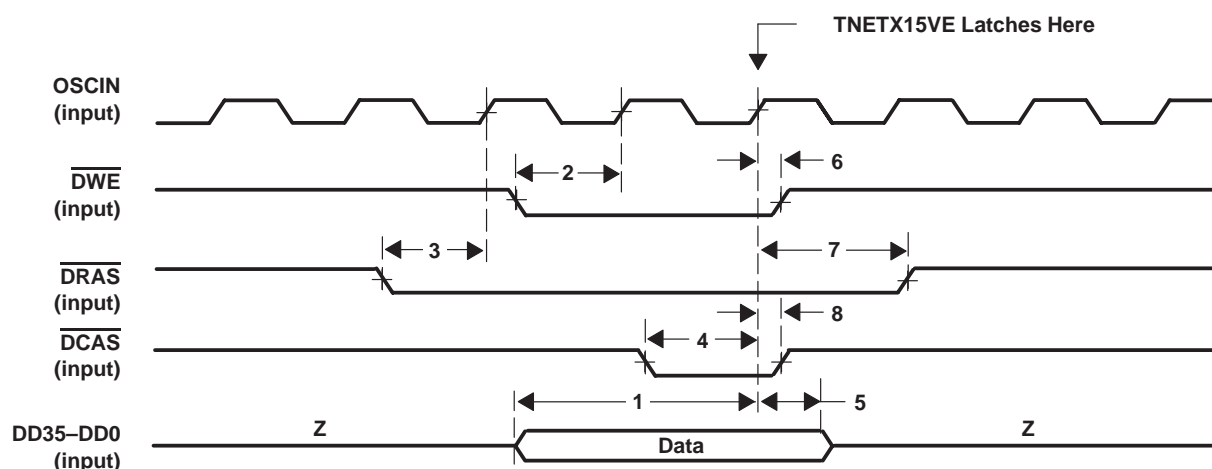 TNETX15VE Latches Here
OSCIN
(input)
6
DWE
(input)
2
3
7
DRAS
(input)
8
DCAS
(input)
4
1
5
DD35–DD0
(input)
Z
Data
Z